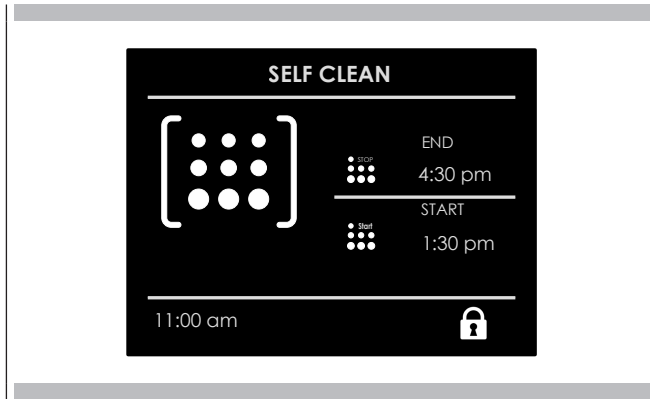 SELF CLEAN
STOP
END
4:30 pm
Start
START
1:30 pm
11:00 am